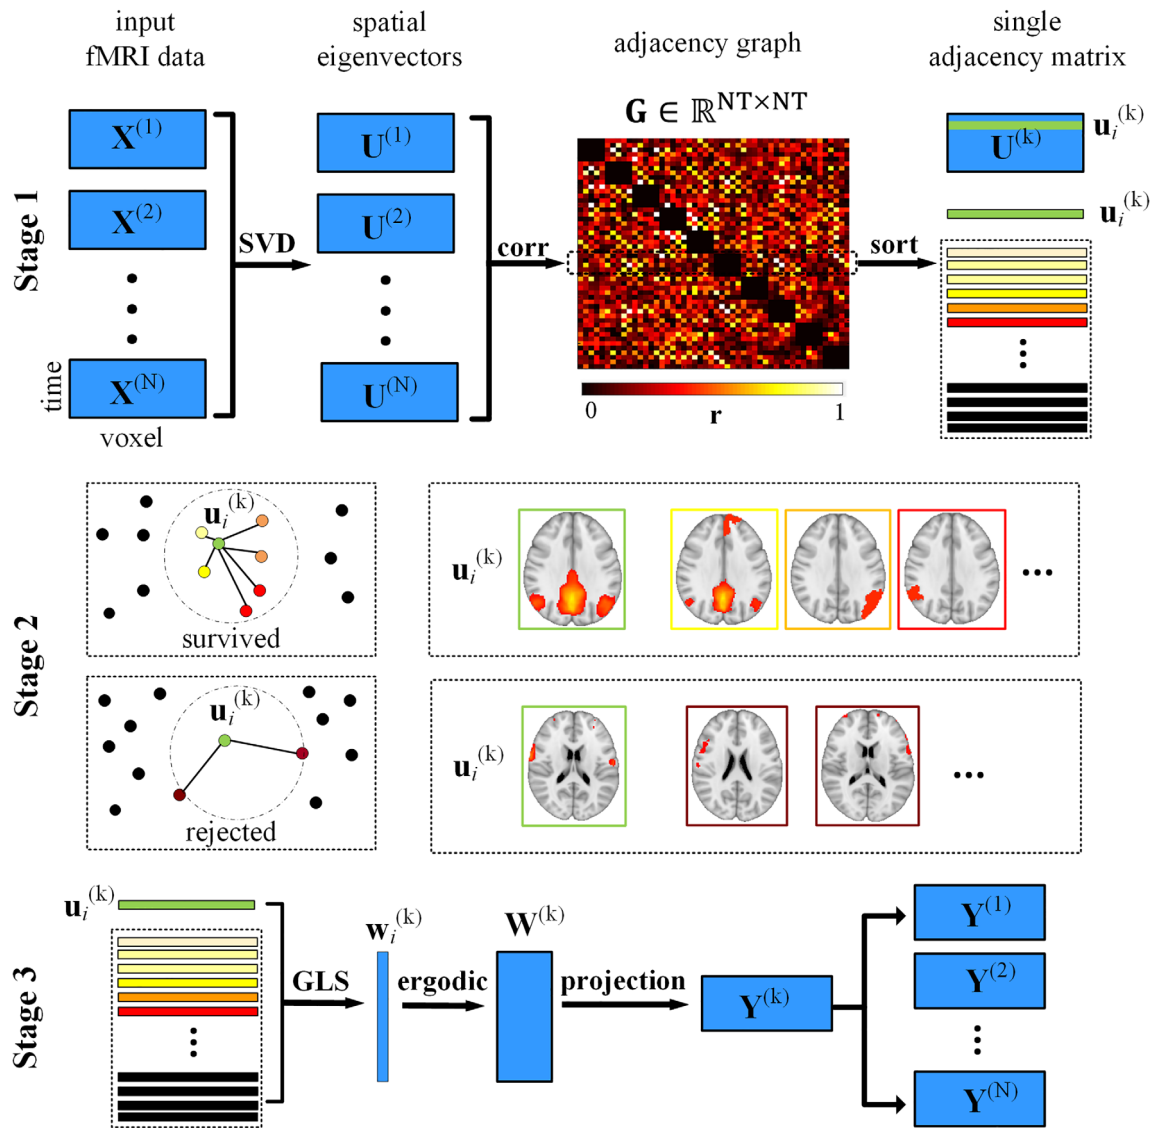 input
fMRI data
spatial
eigenvectors
adjacency graph
single
adjacency matrix
Stage 1
X(1)
X(2)
X(N)
time
voxel
SVD
U(1)
U(2)
U(N)
corr
G ∈ ℝNT×NT
0
1
r
sort
U(k)
ui(k)
ui(k)
Stage 2
ui(k)
survived
ui(k)
ui(k)
rejected
ui(k)
Stage 3
ui(k)
GLS
wi(k)
ergodic
W(k)
projection
Y(k)
Y(1)
Y(2)
Y(N)